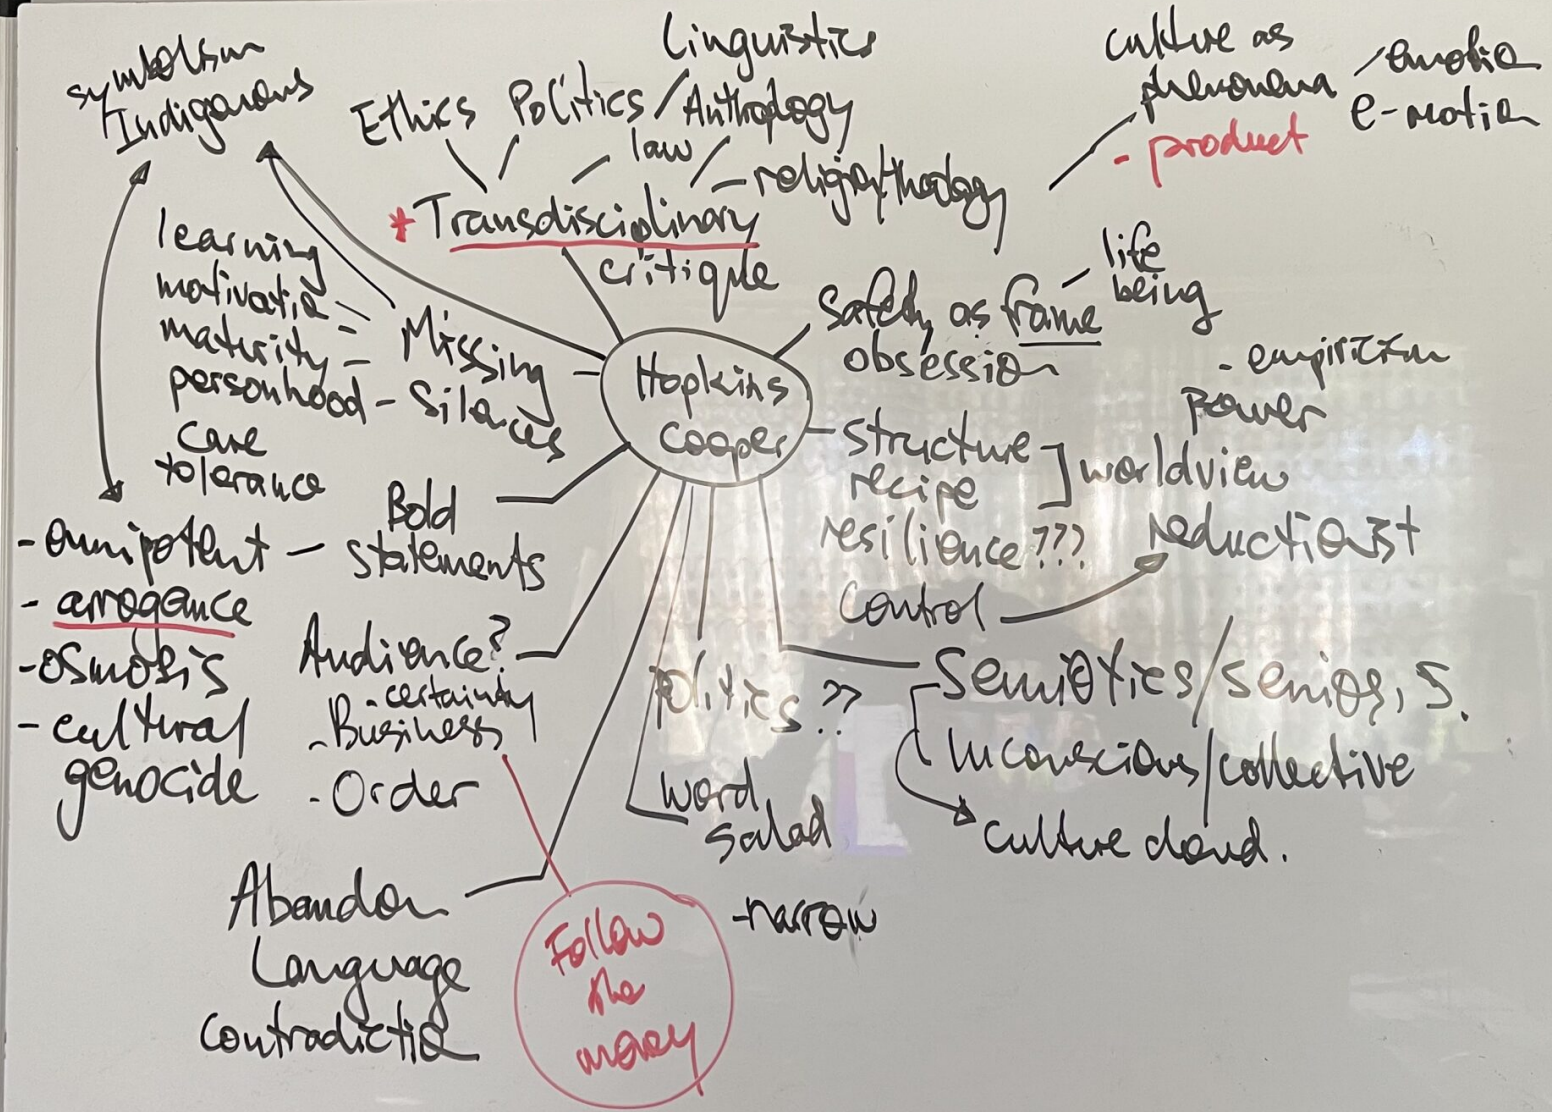 symbolism
Indigenous
Ethics
Politics
Linguistics
/Anthroplogy
law
religion/theology
* Transdisciplinary
critique
culture as
phenomena
- product
/emotion
e-motion
learning
motivation
maturity
personhood
care
tolerance
Missing
- Silences
Hopkins
Cooper
Safety as frame
obsession
life
being
- empiricism
power
structure
recipe
resilience???
worldview
reductionist
Control
Bold
statements
- omnipotent
- arrogance
- osmosis
- cultural
genocide
Audience?
- certainty
- Business
- Order
politics??
Semiotics/
Unconscious/collective
culture cloud.
word
salad
- narrow
Abandon
Language
Contradiction
Follow
the
money